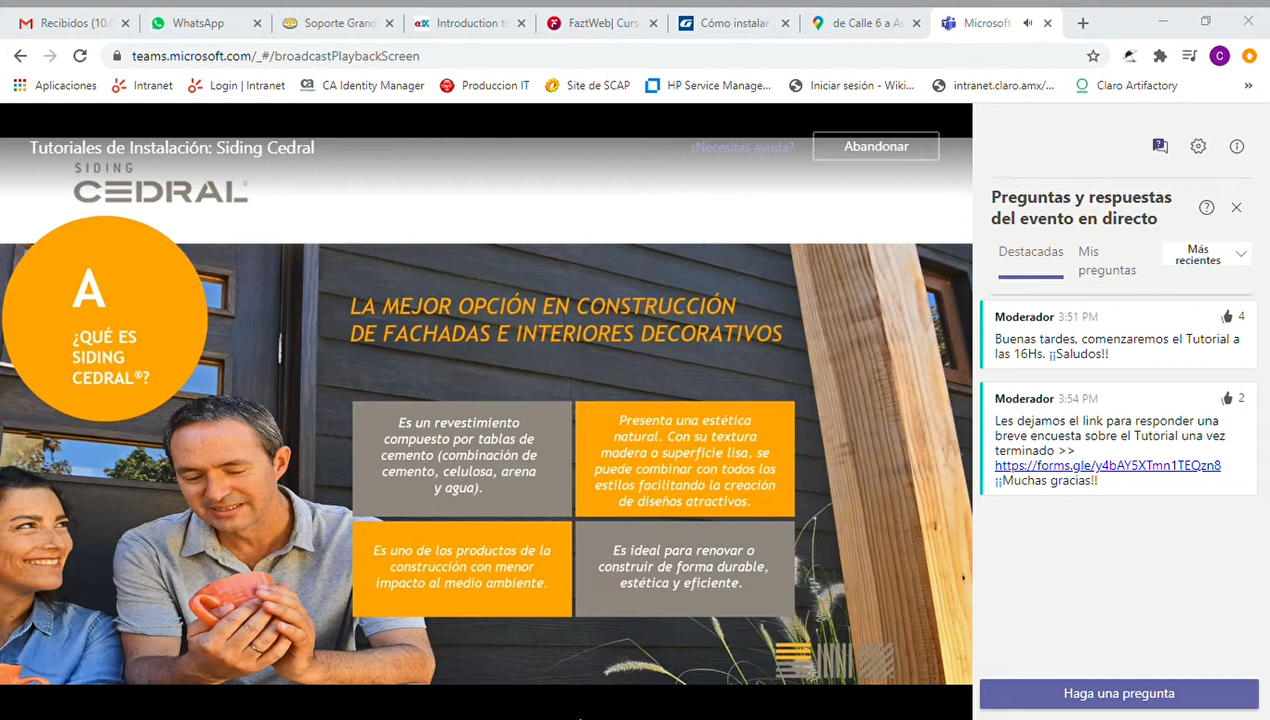 Recibidos (10.0
WhatsApp
Soporte Grand
Introduction to
FaztWeb| Curs
Cómo instalar
de Calle 6 a As
Microsoft
teams.microsoft.com/_#/broadcastPlaybackScreen
C
Aplicaciones
Intranet
Login | Intranet
CA Identity Manager
Produccion IT
Site de SCAP
HP Service Manage...
Iniciar sesión - Wiki...
intranet.claro.amx/...
Claro Artifactory
»
Tutoriales de Instalación: Siding Cedral
¿Necesitas ayuda?
Abandonar
SIDING
CEDRAL®
A
¿QUÉ ES
SIDING
CEDRAL®?
LA MEJOR OPCIÓN EN CONSTRUCCIÓN
DE FACHADAS E INTERIORES DECORATIVOS
Es un revestimiento
compuesto por tablas de
cemento (combinación de
cemento, celulosa, arena
y agua).
Presenta una estética
natural. Con su textura
madera o superficie lisa, se
puede combinar con todos los
estilos facilitando la creación
de diseños atractivos.
Es uno de los productos de la
construcción con menor
impacto al medio ambiente.
Es ideal para renovar o
construir de forma durable,
estética y eficiente.
Preguntas y respuestas
del evento en directo
Destacadas
Mis
preguntas
Más
recientes
Moderador 3:51 PM 4
Buenas tardes, comenzaremos el Tutorial a
las 16Hs. ¡¡Saludos!!
Moderador 3:54 PM 2
Les dejamos el link para responder una
breve encuesta sobre el Tutorial una vez
terminado >>
https://forms.gle/y4bAY5XTmn1TEQzn8
¡¡Muchas gracias!!
Haga una pregunta